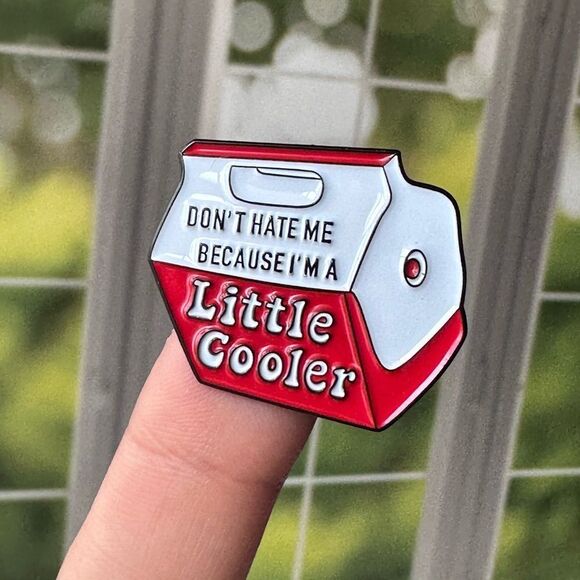 DON'T HATE ME
BECAUSE I'M A
Little
Cooler